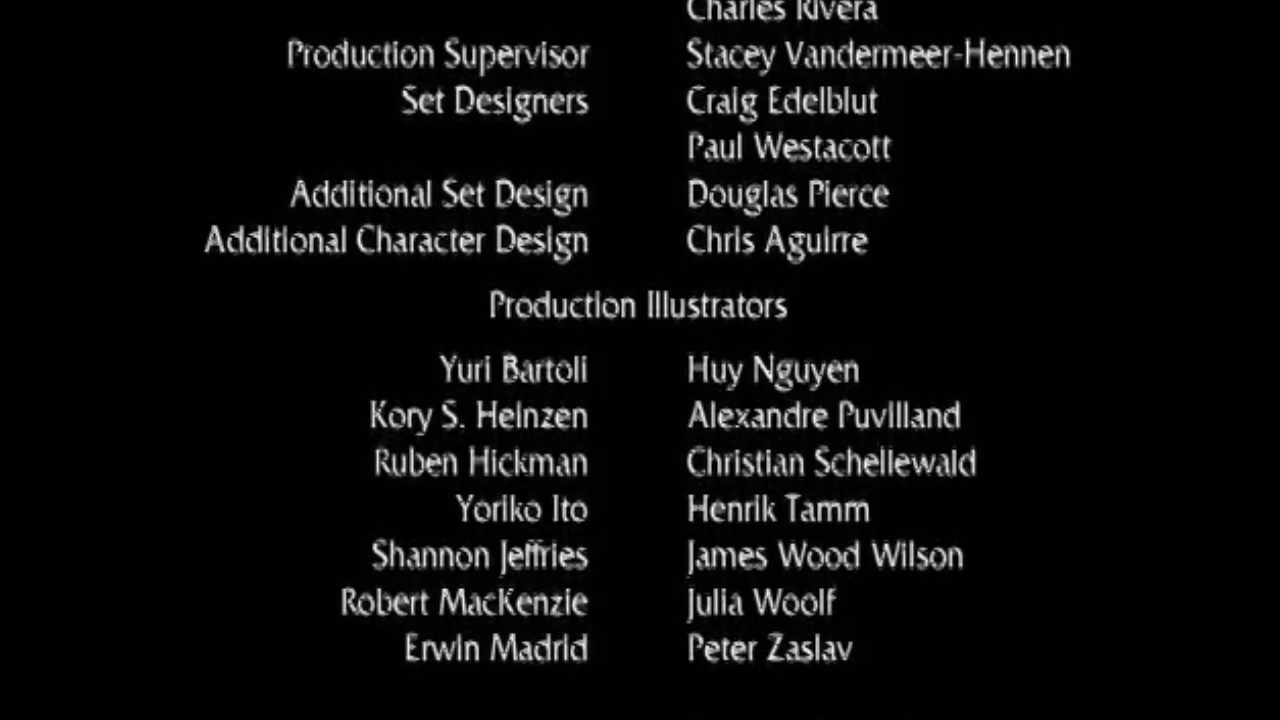 Charles Rivera
Production Supervisor Stacey Vandermeer-Hennen
Set Designers Craig Edelblut
Paul Westacott
Additional Set Design Douglas Pierce
Additional Character Design Chris Aguirre
Production Illustrators
Yuri Bartoli Huy Nguyen
Kory S. Heinzen Alexandre Puvilland
Ruben Hickman Christian Schellewald
Yoriko Ito Henrik Tamm
Shannon Jeffries James Wood Wilson
Robert MacKenzie Julia Woolf
Erwin Madrid Peter Zaslav